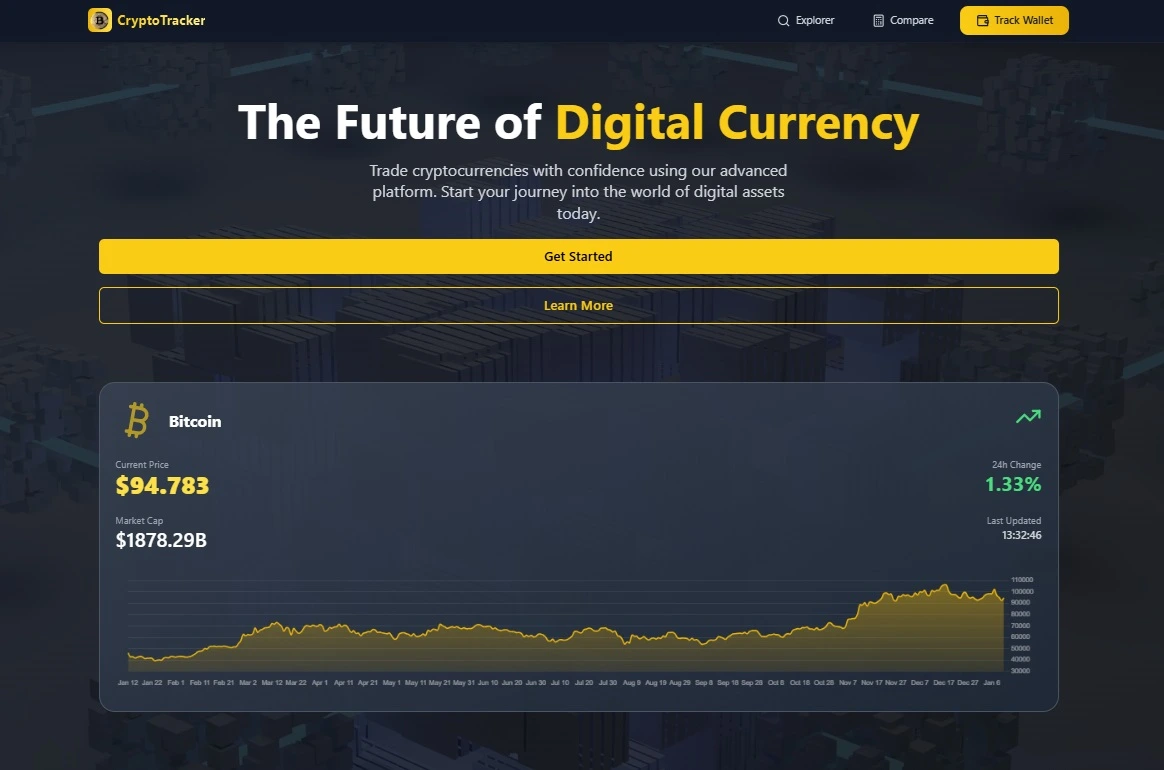 CryptoTracker
Explorer
Compare
Track Wallet
The Future of Digital Currency
Trade cryptocurrencies with confidence using our advanced
platform. Start your journey into the world of digital assets
today.
Get Started
Learn More
Bitcoin
Current Price
$94.783
24h Change
1.33%
Market Cap
$1878.29B
Last Updated
13:32:46
110000
100000
90000
80000
70000
60000
50000
40000
30000
Jan 12 Jan 22 Feb 1 Feb 11 Feb 21 Mar 2 Mar 12 Mar 22 Apr 1 Apr 11 Apr 21 May 1 May 11 May 21 May 31 Jun 10 Jun 20 Jun 30 Jul 10 Jul 20 Jul 30 Aug 9 Aug 19 Aug 29 Sep 8 Sep 18 Sep 28 Oct 8 Oct 18 Oct 28 Nov 7 Nov 17 Nov 27 Dec 7 Dec 17 Dec 27 Jan 6